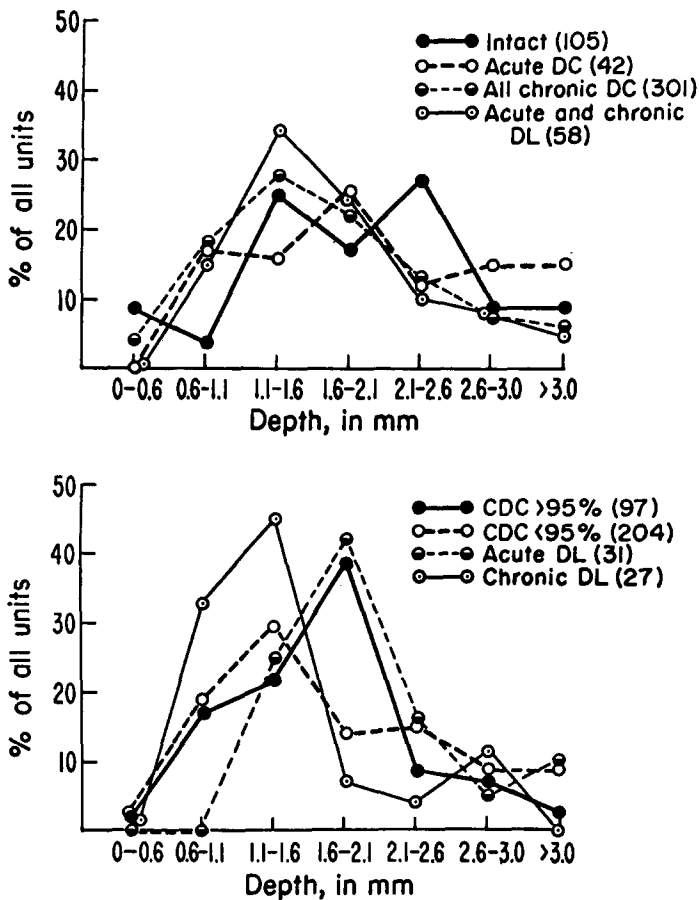 50
40
30
20
10
% of all units
Intact (105)
Acute DC (42)
All chronic DC (301)
Acute and chronic
DL (58)
0-0.6 0.6-1.1 1.1-1.6 1.6-2.1 2.1-2.6 2.6-3.0 >3.0
Depth, in mm
50
40
30
20
10
% of all units
CDC >95% (97)
CDC <95% (204)
Acute DL (31)
Chronic DL (27)
0-0.6 0.6-1.1 1.1-1.6 1.6-2.1 2.1-2.6 2.6-3.0 >3.0
Depth, in mm